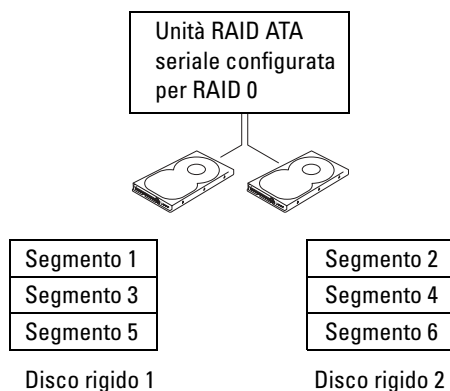 Unità RAID ATA
seriale configurata
per RAID 0
Segmento 1
Segmento 3
Segmento 5
Segmento 2
Segmento 4
Segmento 6
Disco rigido 1
Disco rigido 2